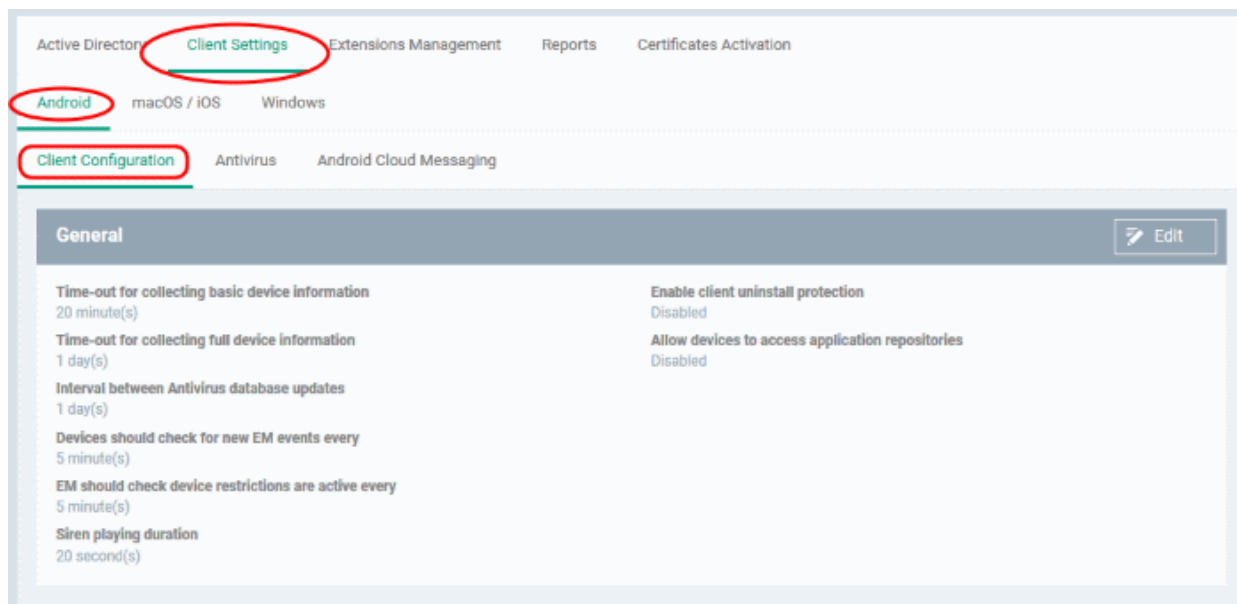 Active Directory Client Settings Extensions Management Reports Certificates Activation
Android macOS / iOS Windows
Client Configuration Antivirus Android Cloud Messaging
General Edit
Time-out for collecting basic device information
20 minute(s)
Time-out for collecting full device information
1 day(s)
Interval between Antivirus database updates
1 day(s)
Devices should check for new EM events every
5 minute(s)
EM should check device restrictions are active every
5 minute(s)
Siren playing duration
20 second(s)
Enable client uninstall protection
Disabled
Allow devices to access application repositories
Disabled